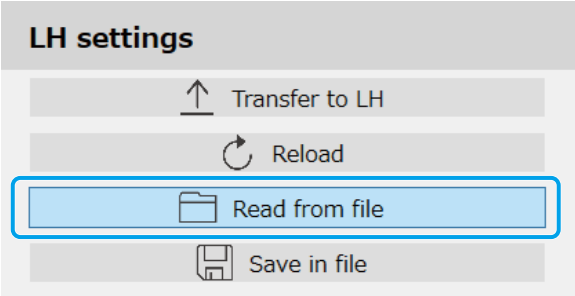 LH settings
Transfer to LH
Reload
Read from file
Save in file